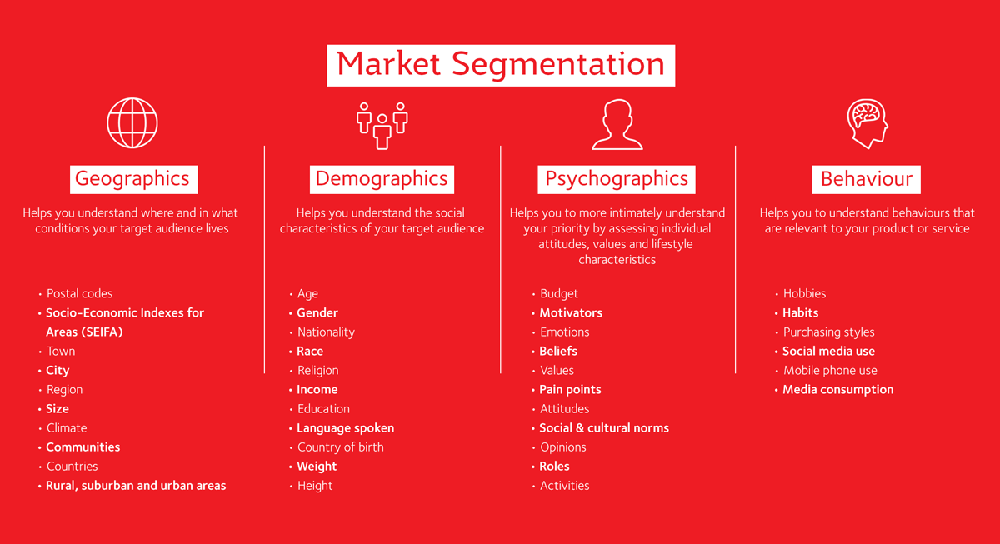 Market Segmentation
Geographics
Helps you understand where and in what
conditions your target audience lives
• Postal codes
• Socio-Economic Indexes for
Areas (SEIFA)
• Town
• City
• Region
• Size
• Climate
• Communities
• Countries
• Rural, suburban and urban areas
Demographics
Helps you understand the social
characteristics of your target audience
• Age
• Gender
• Nationality
• Race
• Religion
• Income
• Education
• Language spoken
• Country of birth
• Weight
• Height
Psychographics
Helps you to more intimately understand
your priority by assessing individual
attitudes, values and lifestyle
characteristics
• Budget
• Motivators
• Emotions
• Beliefs
• Values
• Pain points
• Attitudes
• Social & cultural norms
• Opinions
• Roles
• Activities
Behaviour
Helps you to understand behaviours that
are relevant to your product or service
• Hobbies
• Habits
• Purchasing styles
• Social media use
• Mobile phone use
• Media consumption